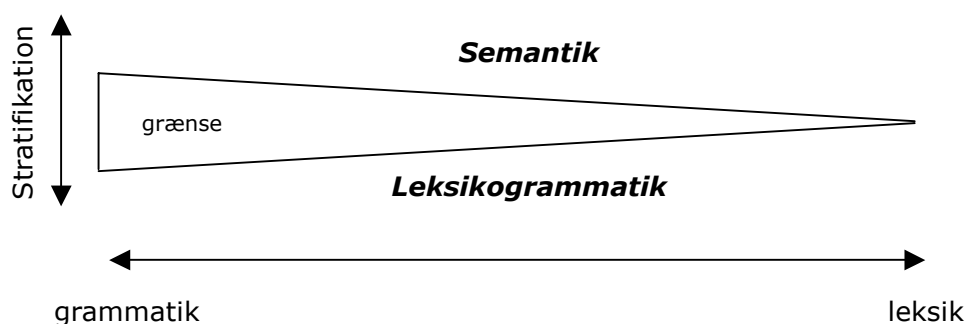 Stratifikation
Semantik
grænse
Leksikogrammatik
grammatik
leksik